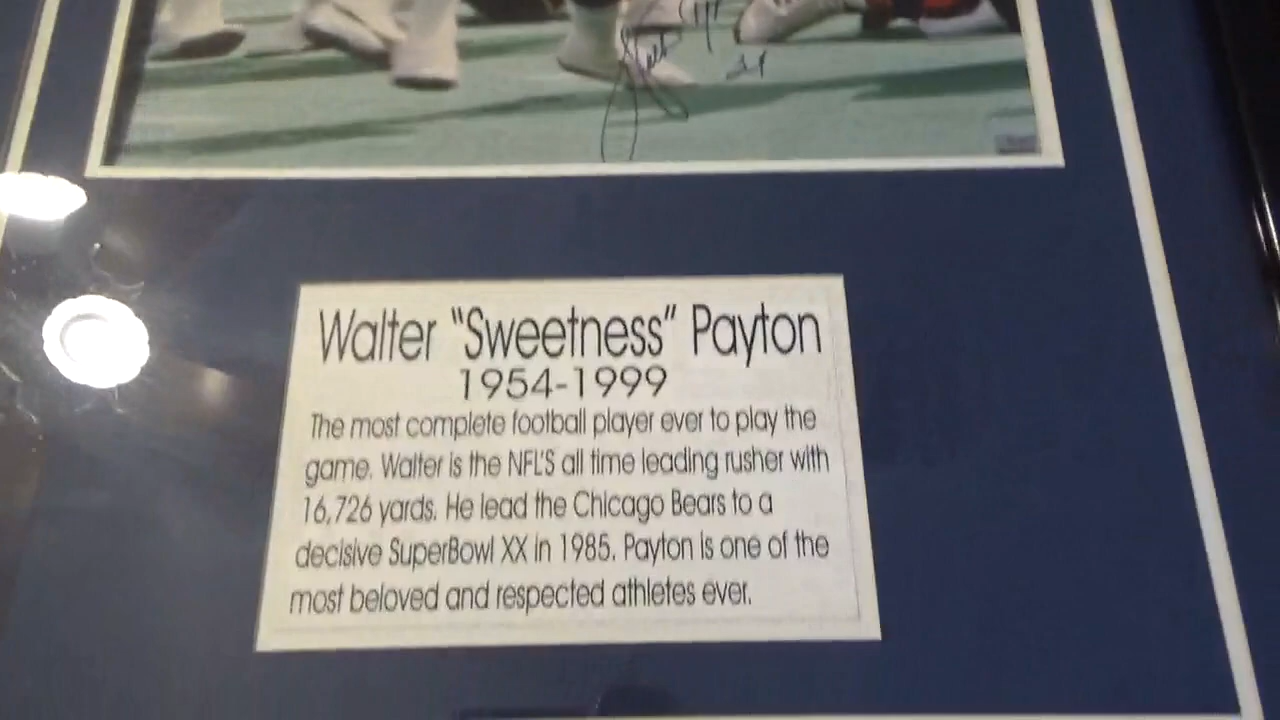 34
Walter "Sweetness" Payton
1954-1999
The most complete football player ever to play the
game. Walter is the NFL'S all time leading rusher with
16,726 yards. He lead the Chicago Bears to a
decisive SuperBowl XX in 1985. Payton is one of the
most beloved and respected athletes ever.